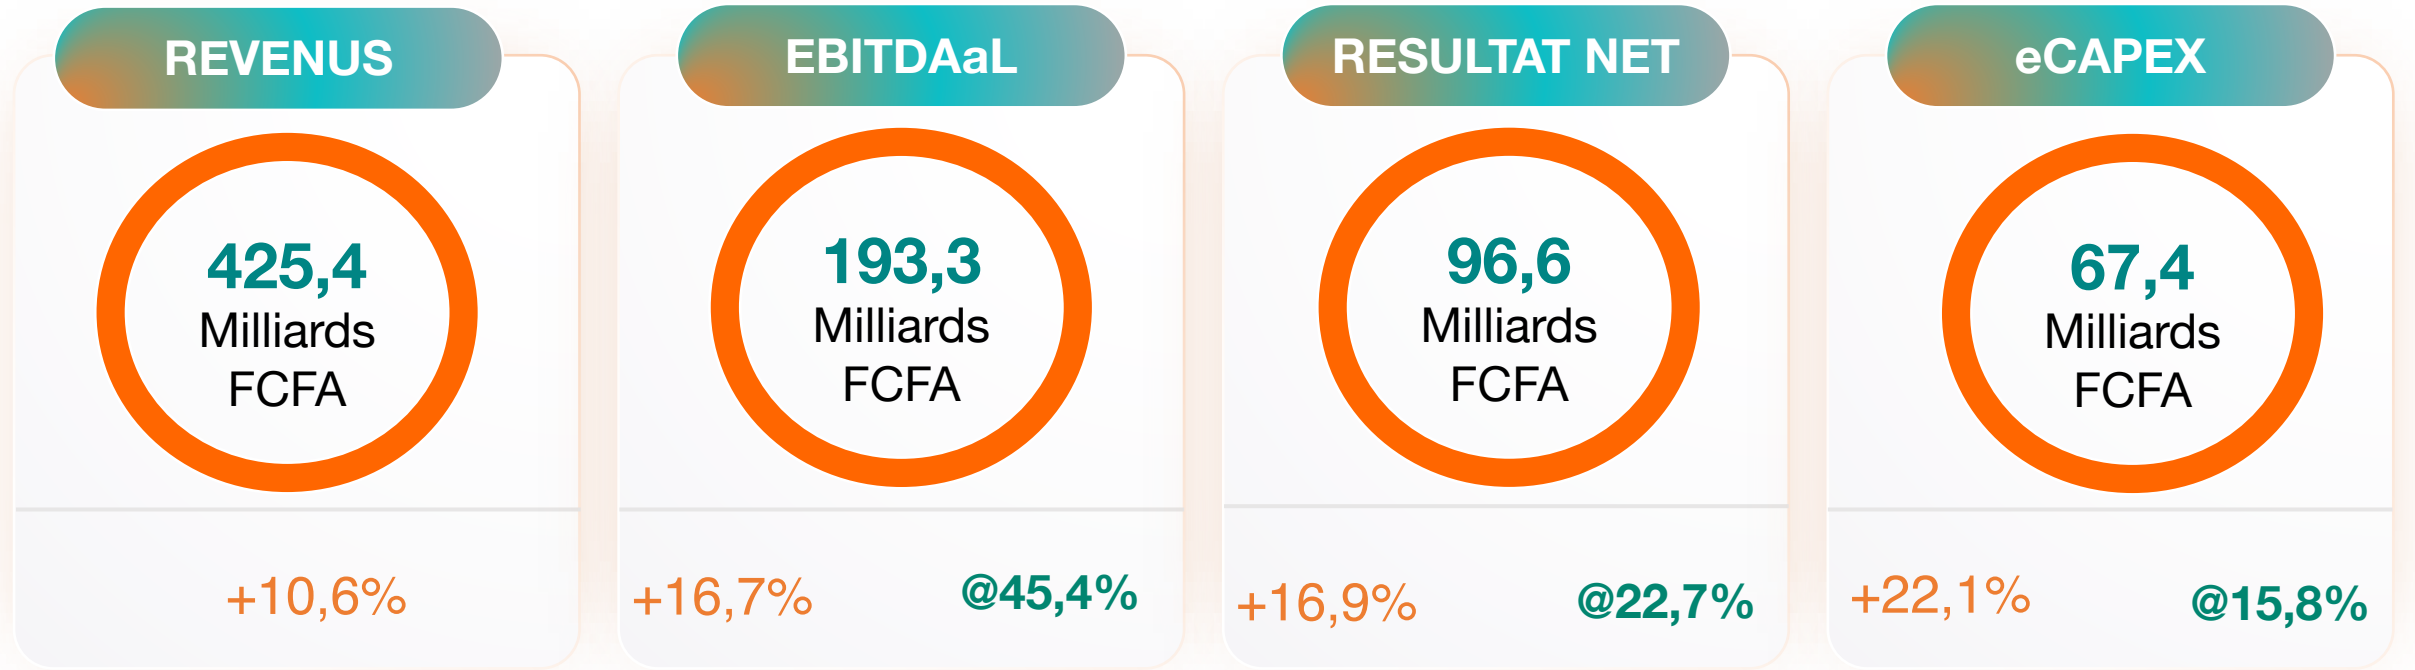 REVENUS
425,4
Milliards
FCFA
+10,6%
EBITDAaL
193,3
Milliards
FCFA
+16,7%
@45,4%
RESULTAT NET
96,6
Milliards
FCFA
+16,9%
@22,7%
eCAPEX
67,4
Milliards
FCFA
+22,1%
@15,8%